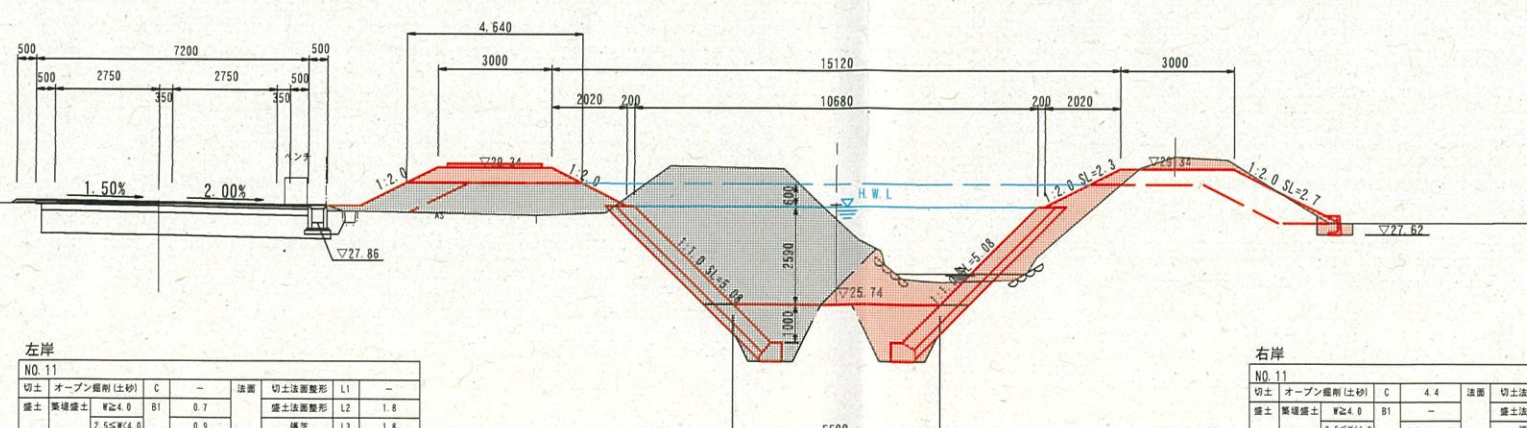 4,640
500 7200 500
3000 15120 3000
500 2750 2750 500
350 350
2020 200 10680 200 2020
ベンチ
1.50% 2.00%
1:2.0 ▽29.34 1:2.0
600
H.W.L
1:2.0 SL=2.3 ▽29.34 1:2.0 SL=2.7
AS
▽27.86
▽27.62
1:1.0 SL=5.08
2590
▽25.74
1:1.0 SL=5.08
1000
5500
左岸
NO.11
切土 オープン掘削(土砂) C - 法面 切土法面整形 L1 -
盛土 築堤盛土 W≧4.0 B1 0.7 盛土法面整形 L2 1.8
2.5≦W<4.0 0.9 L3 1.8
右岸
NO.11
切土 オープン掘削(土砂) C 4.4 法面 切土法
盛土 築堤盛土 W≧4.0 B1 - 盛土法